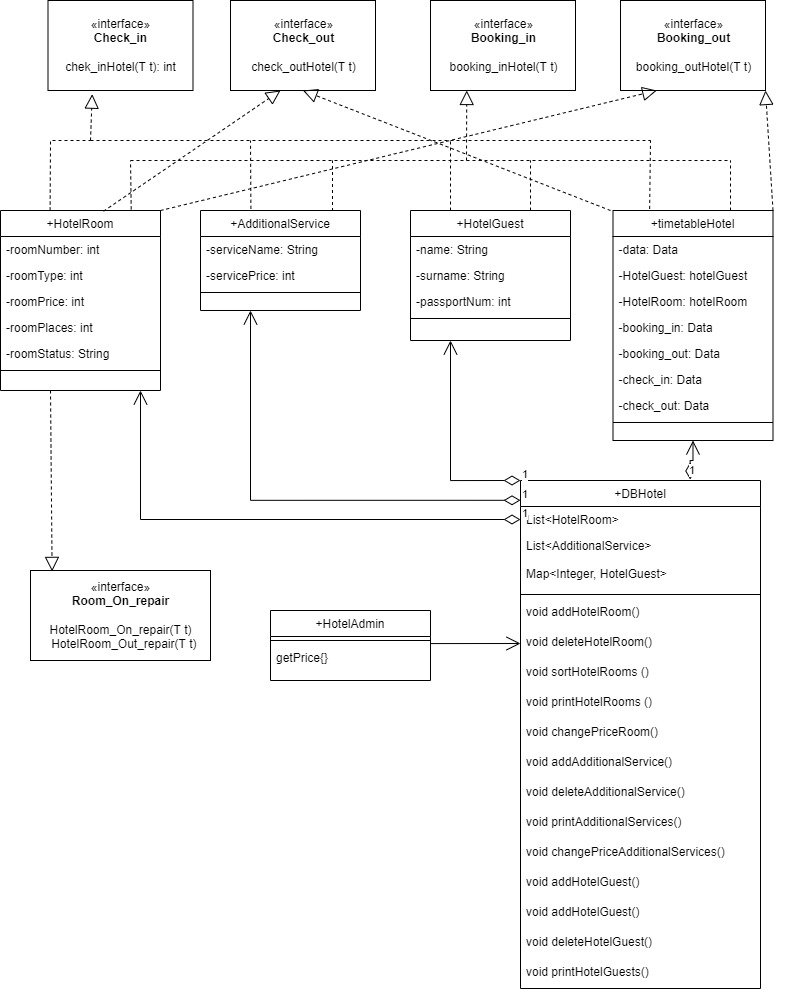 «interface»
Check_in
chek_inHotel(T t): int
«interface»
Check_out
check_outHotel(T t)
«interface»
Booking_in
booking_inHotel(T t)
«interface»
Booking_out
booking_outHotel(T t)
+HotelRoom
-roomNumber: int
-roomType: int
-roomPrice: int
-roomPlaces: int
-roomStatus: String
+AdditionalService
-serviceName: String
-servicePrice: int
+HotelGuest
-name: String
-surname: String
-passportNum: int
+timetableHotel
-data: Data
-HotelGuest: hotelGuest
-HotelRoom: hotelRoom
-booking_in: Data
-booking_out: Data
-check_in: Data
-check_out: Data
1
1
1
1
+DBHotel
List<HotelRoom>
List<AdditionalService>
Map<Integer, HotelGuest>
void addHotelRoom()
void deleteHotelRoom()
void sortHotelRooms ()
void printHotelRooms ()
void changePriceRoom()
void addAdditionalService()
void deleteAdditionalService()
void printAdditionalServices()
void changePriceAdditionalServices()
void addHotelGuest()
void addHotelGuest()
void deleteHotelGuest()
void printHotelGuests()
«interface»
Room_On_repair
HotelRoom_On_repair(T t)
HotelRoom_Out_repair(T t)
+HotelAdmin
getPrice{}